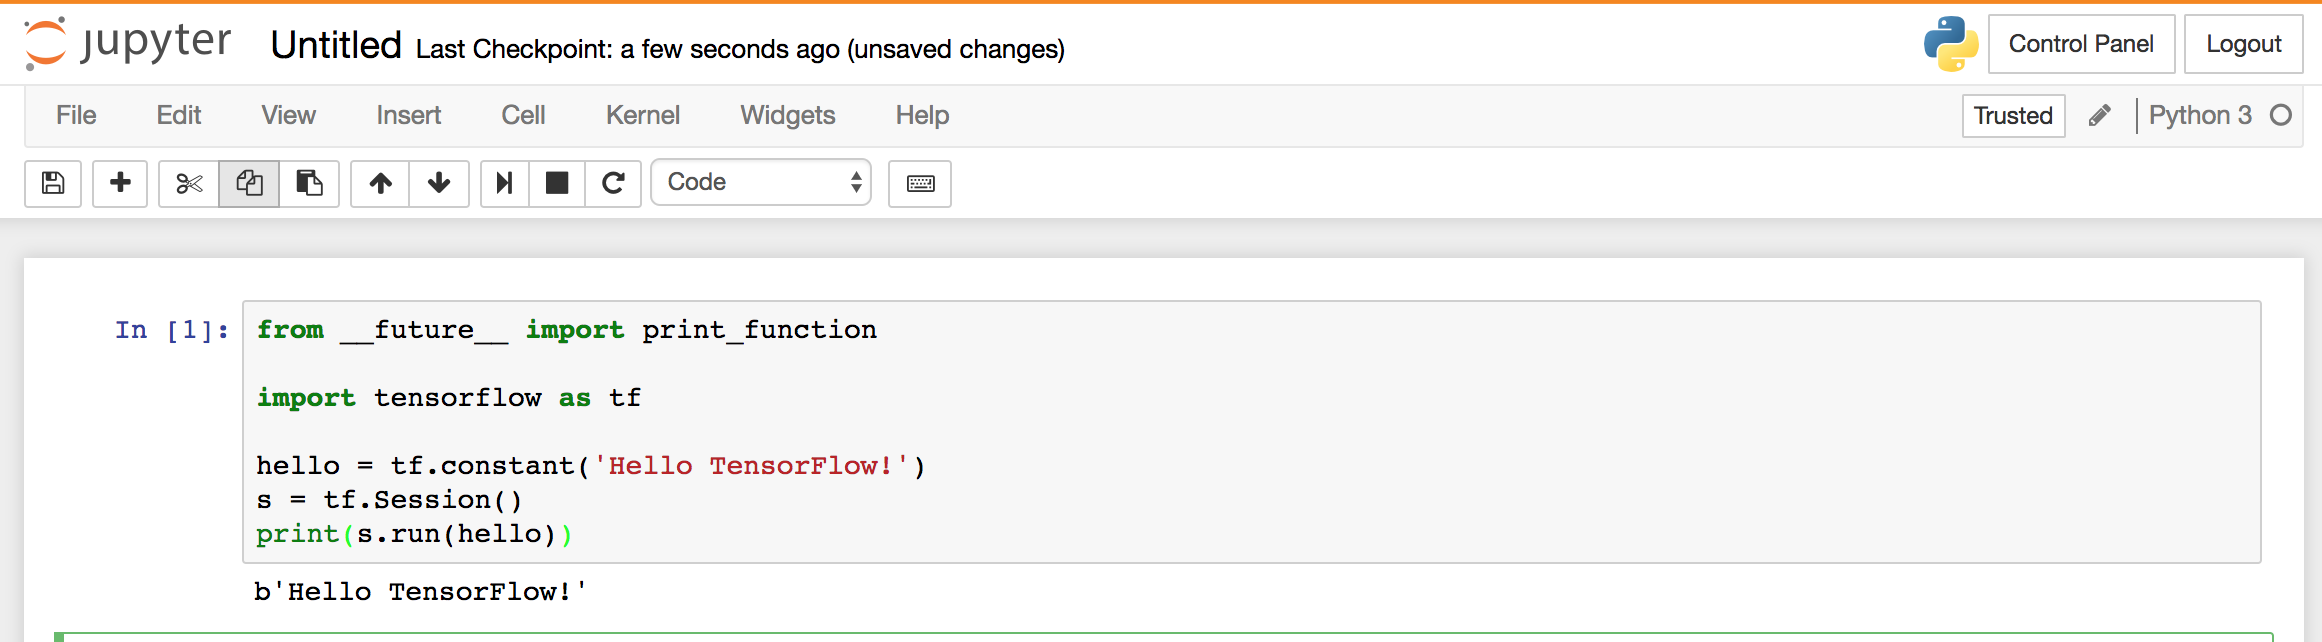 jupyter Untitled Last Checkpoint: a few seconds ago (unsaved changes) Control Panel Logout
File Edit View Insert Cell Kernel Widgets Help Trusted Python 3
Code
In [1]: from __future__ import print_function
import tensorflow as tf
hello = tf.constant('Hello TensorFlow!')
s = tf.Session()
print(s.run(hello))
b'Hello TensorFlow!'